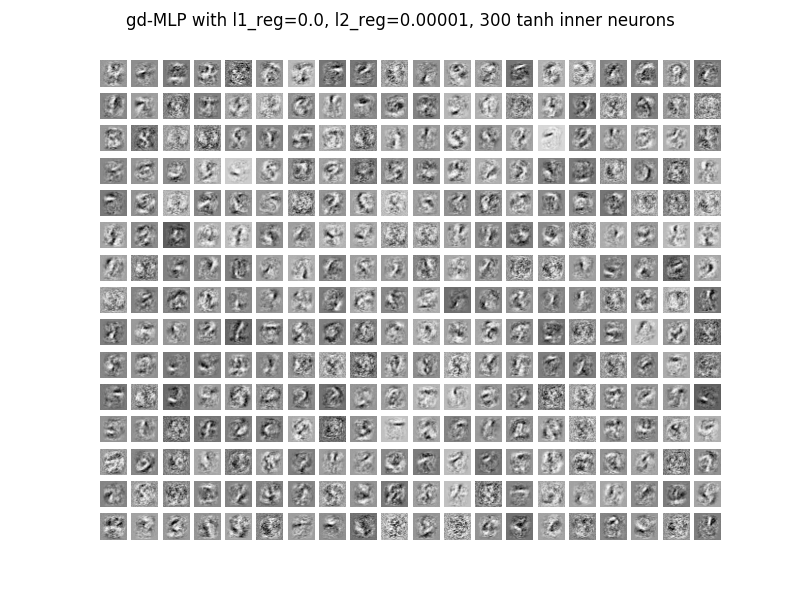 gd-MLP with l1_reg=0.0, l2_reg=0.00001, 300 tanh inner neurons